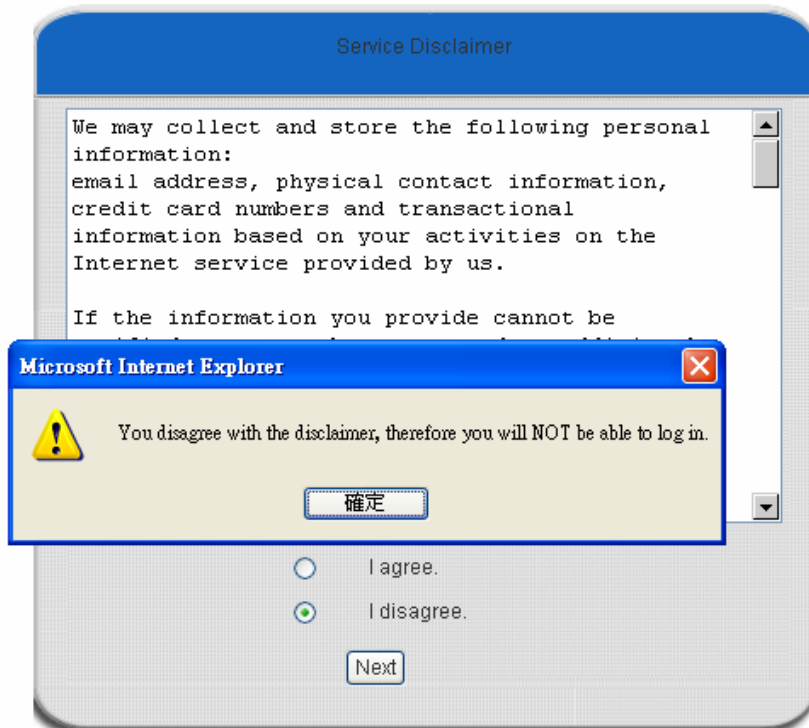 Service Disclaimer
We may collect and store the following personal
information:
email address, physical contact information,
credit card numbers and transactional
information based on your activities on the
Internet service provided by us.
If the information you provide cannot be
Microsoft Internet Explorer
You disagree with the disclaimer, therefore you will NOT be able to log in.
確定
I agree.
I disagree.
Next